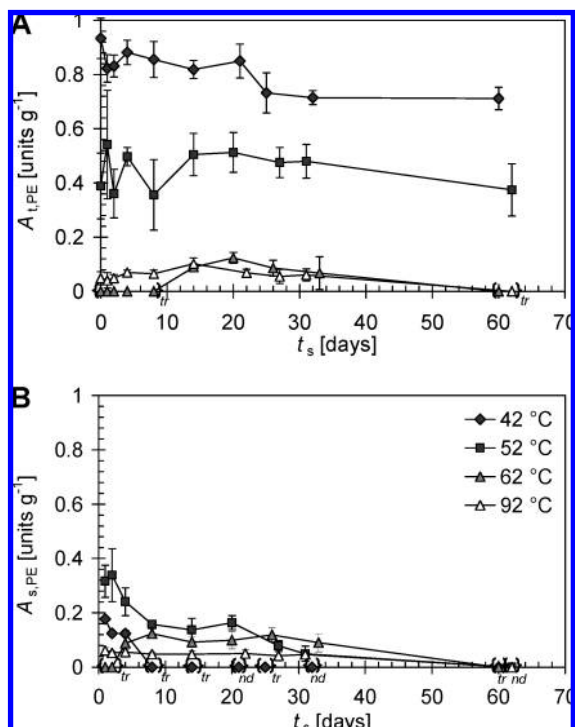 A
1
0.8
0.6
0.4
0.2
0
A t,PE [units g-1]
tr tr
0 10 20 30 40 50 60 70
t s [days]
B
1
0.8
0.6
0.4
0.2
0
A s,PE [units g-1]
42 °C
52 °C
62 °C
92 °C
tr tr tr nd tr nd tr nd
0 10 20 30 40 50 60 70
[days]